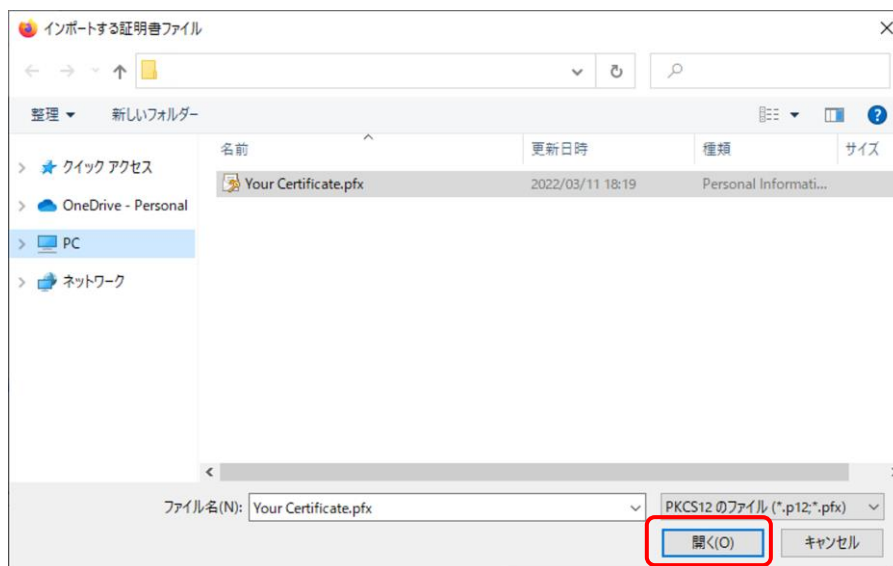 インポートする証明書ファイル
整理 新しいフォルダー
名前 更新日時 種類 サイズ
クイック アクセス
Your Certificate.pfx 2022/03/11 18:19 Personal Informati...
OneDrive - Personal
PC
ネットワーク
ファイル名(N): Your Certificate.pfx PKCS12 のファイル (*.p12;*.pfx)
開く(O) キャンセル